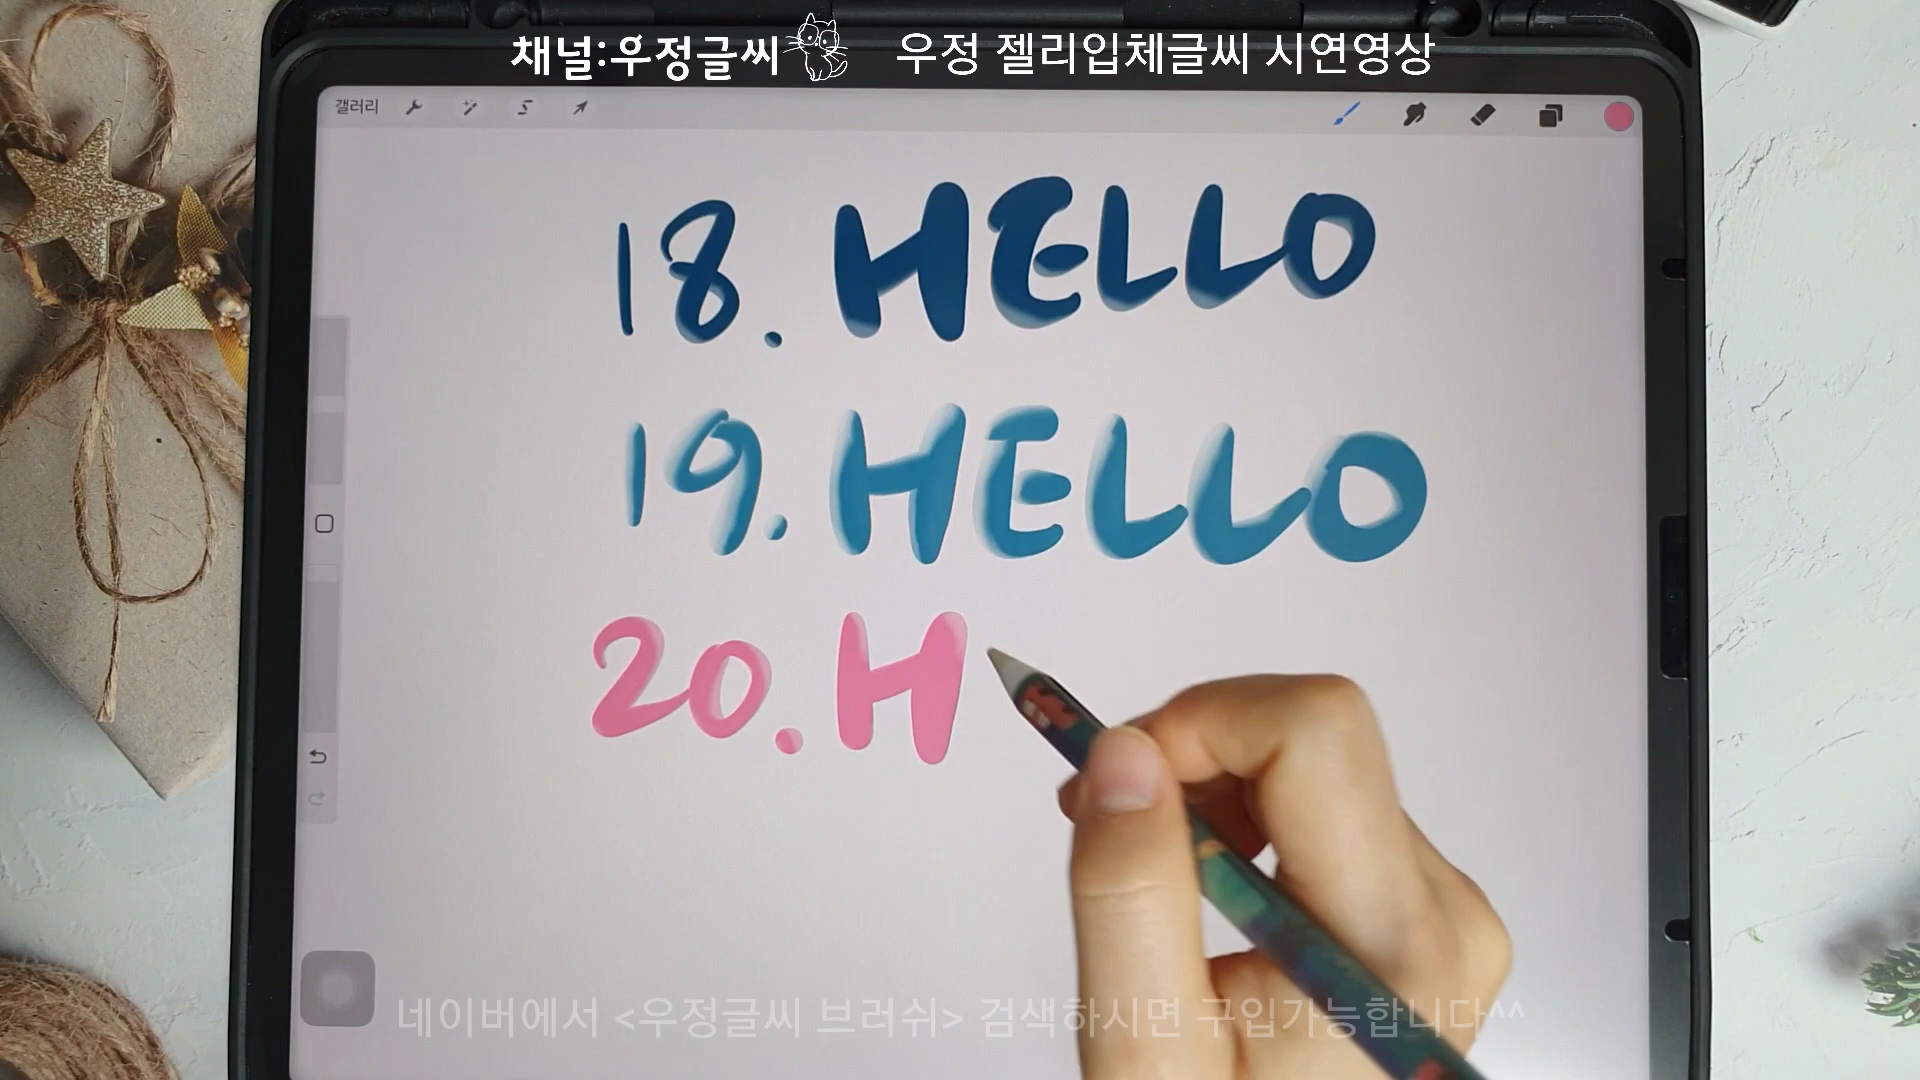 채널:우정글씨 우정 젤리입체글씨 시연영상
갤러리
18. HELLO
19. HELLO
20. H
네이버에서 <우정글씨 브러쉬> 검색하시면 구입가능합니다^^